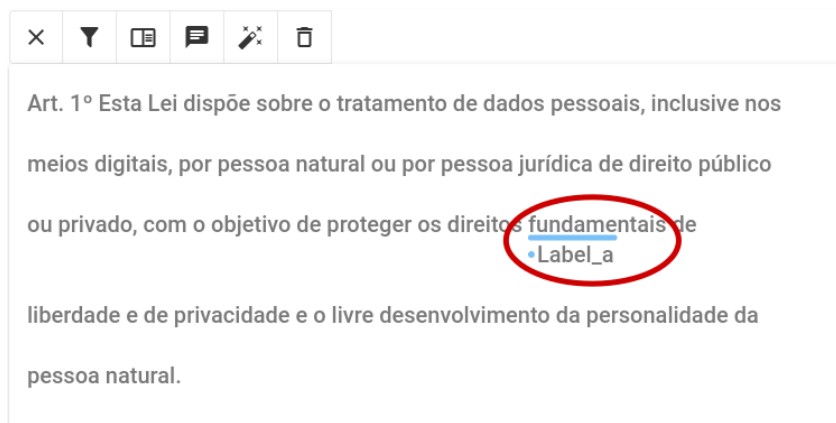 Art. 1º Esta Lei dispõe sobre o tratamento de dados pessoais, inclusive nos
meios digitais, por pessoa natural ou por pessoa jurídica de direito público
ou privado, com o objetivo de proteger os direitos fundamentais de
Label_a
liberdade e de privacidade e o livre desenvolvimento da personalidade da
pessoa natural.